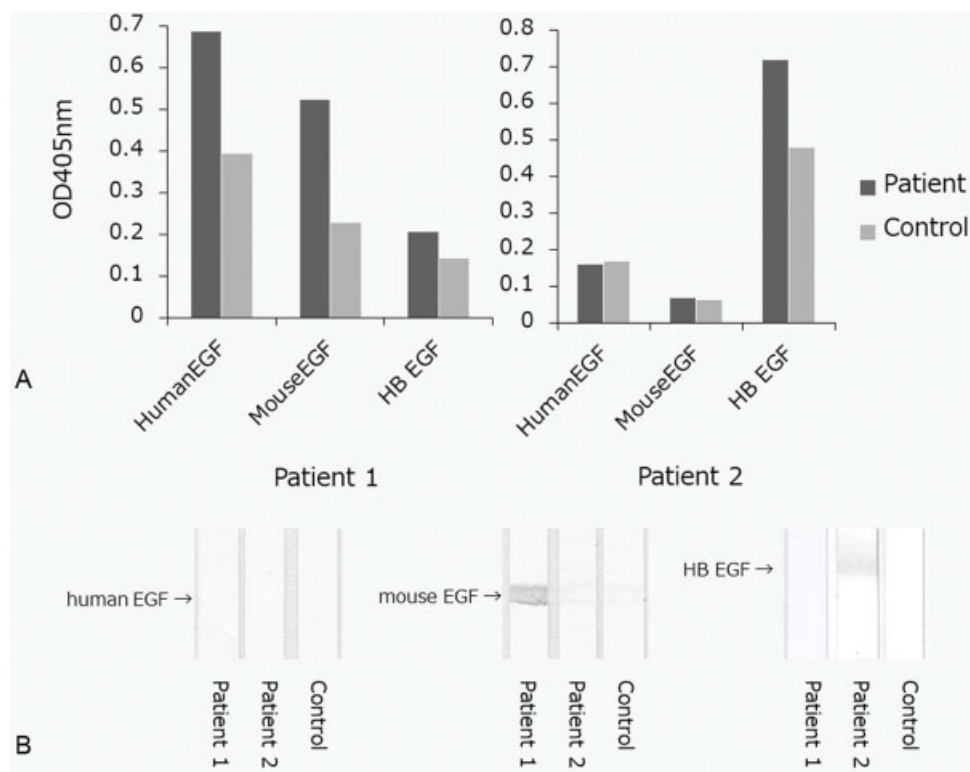 OD405nm
0.7
0.6
0.5
0.4
0.3
0.2
0.1
0
HumanEGF
MouseEGF
HB EGF
Patient 1
0.8
0.7
0.6
0.5
0.4
0.3
0.2
0.1
0
HumanEGF
MouseEGF
HB EGF
Patient 2
Patient
Control
A
human EGF →
Patient 1
Patient 2
Control
mouse EGF →
Patient 1
Patient 2
Control
HB EGF →
Patient 1
Patient 2
Control
B